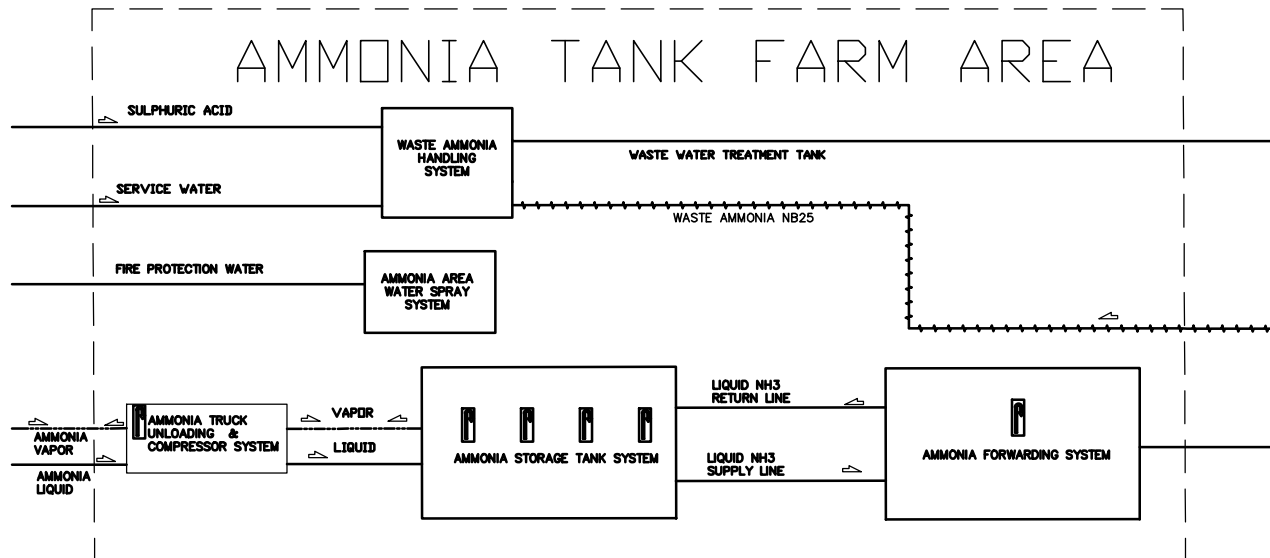 AMMONIA TANK FARM AREA
SULPHURIC ACID
WASTE AMMONIA
HANDLING
SYSTEM
WASTE WATER TREATMENT TANK
SERVICE WATER
WASTE AMMONIA NB25
FIRE PROTECTION WATER
AMMONIA AREA
WATER SPRAY
SYSTEM
AMMONIA TRUCK
UNLOADING &
COMPRESSOR SYSTEM
AMMONIA
VAPOR
AMMONIA
LIQUID
VAPOR
LIQUID
AMMONIA STORAGE TANK SYSTEM
LIQUID NH3
RETURN LINE
LIQUID NH3
SUPPLY LINE
AMMONIA FORWARDING SYSTEM